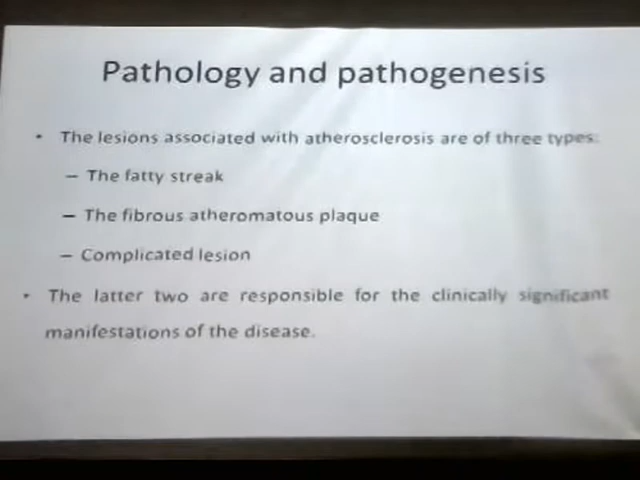 Pathology and pathogenesis
• The lesions associated with atherosclerosis are of three types:
– The fatty streak
– The fibrous atheromatous plaque
– Complicated lesion
• The latter two are responsible for the clinically significant
manifestations of the disease.